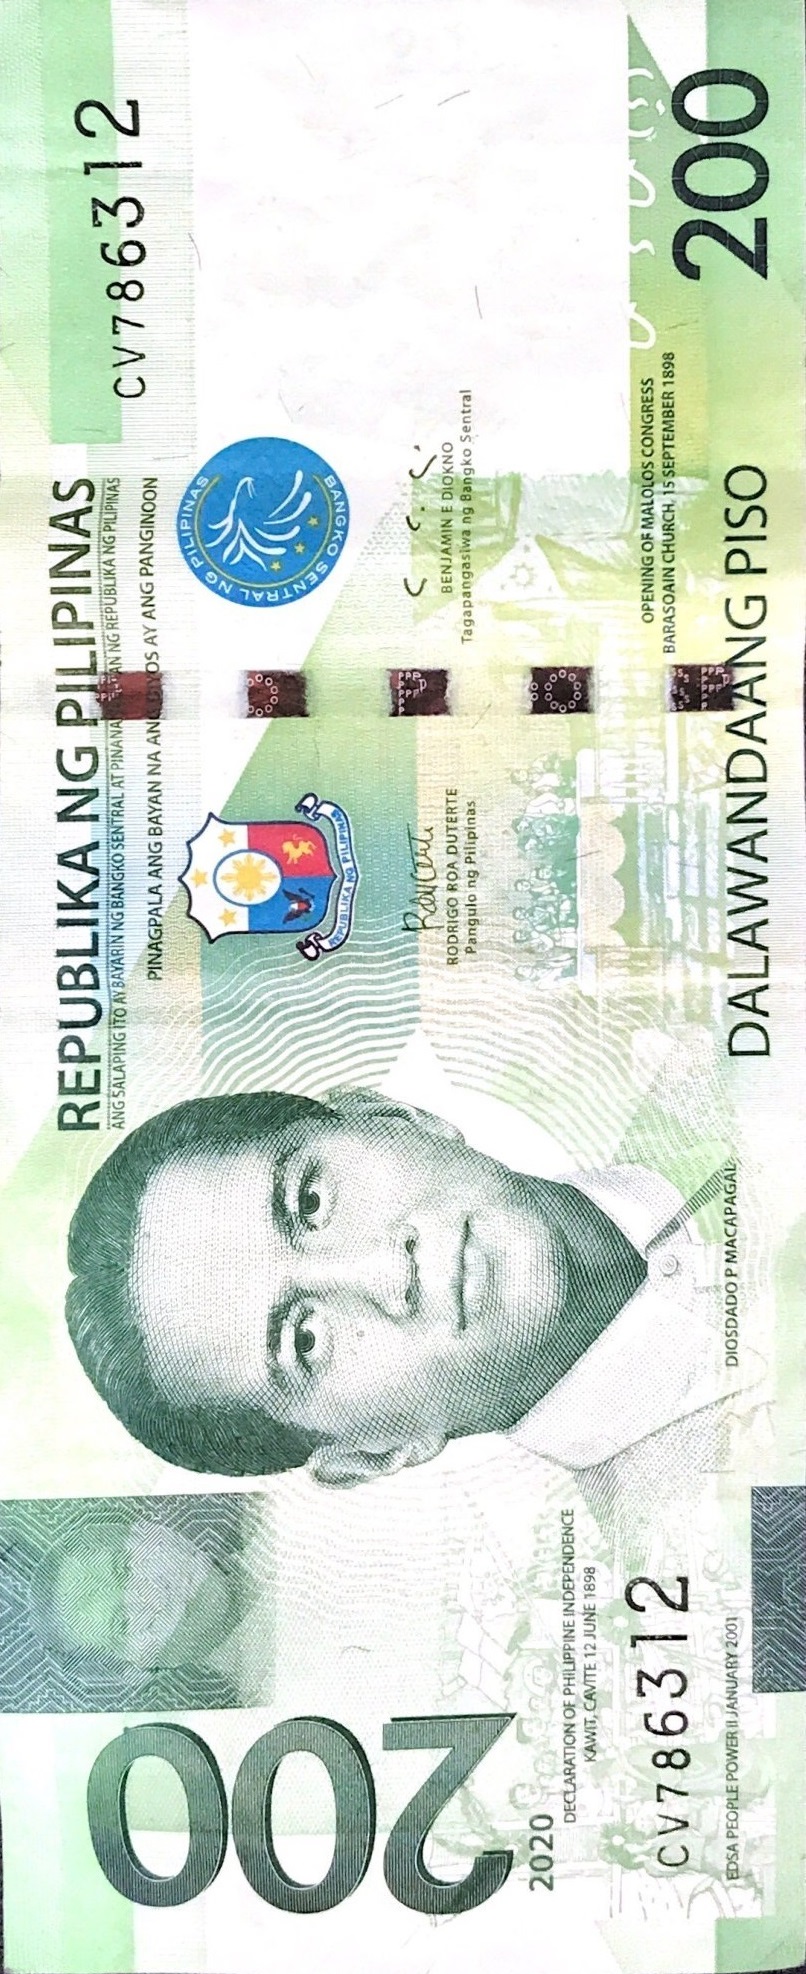 REPUBLIKA NG PILIPINAS
ANG SALAPING ITO AY BAYARIN NG BANGKO SENTRAL AT PINANANAGUTAN NG REPUBLIKA NG PILIPINAS
PINAGPALA ANG BAYAN NA ANG DIYOS AY ANG PANGINOON
CV786312
BANGKO SENTRAL NG PILIPINAS
REPUBLIKA NG PILIPINAS
RODRIGO ROA DUTERTE
Pangulo ng Pilipinas
BENJAMIN E DIOKNO
Tagapangasiwa ng Bangko Sentral
200
2020
DECLARATION OF PHILIPPINE INDEPENDENCE
KAWIT, CAVITE 12 JUNE 1898
CV786312
EDSA PEOPLE POWER II JANUARY 2001
DIOSDADO P MACAPAGAL
OPENING OF MALOLOS CONGRESS
BARASOAIN CHURCH, 15 SEPTEMBER 1898
DALAWANDAANG PISO
200